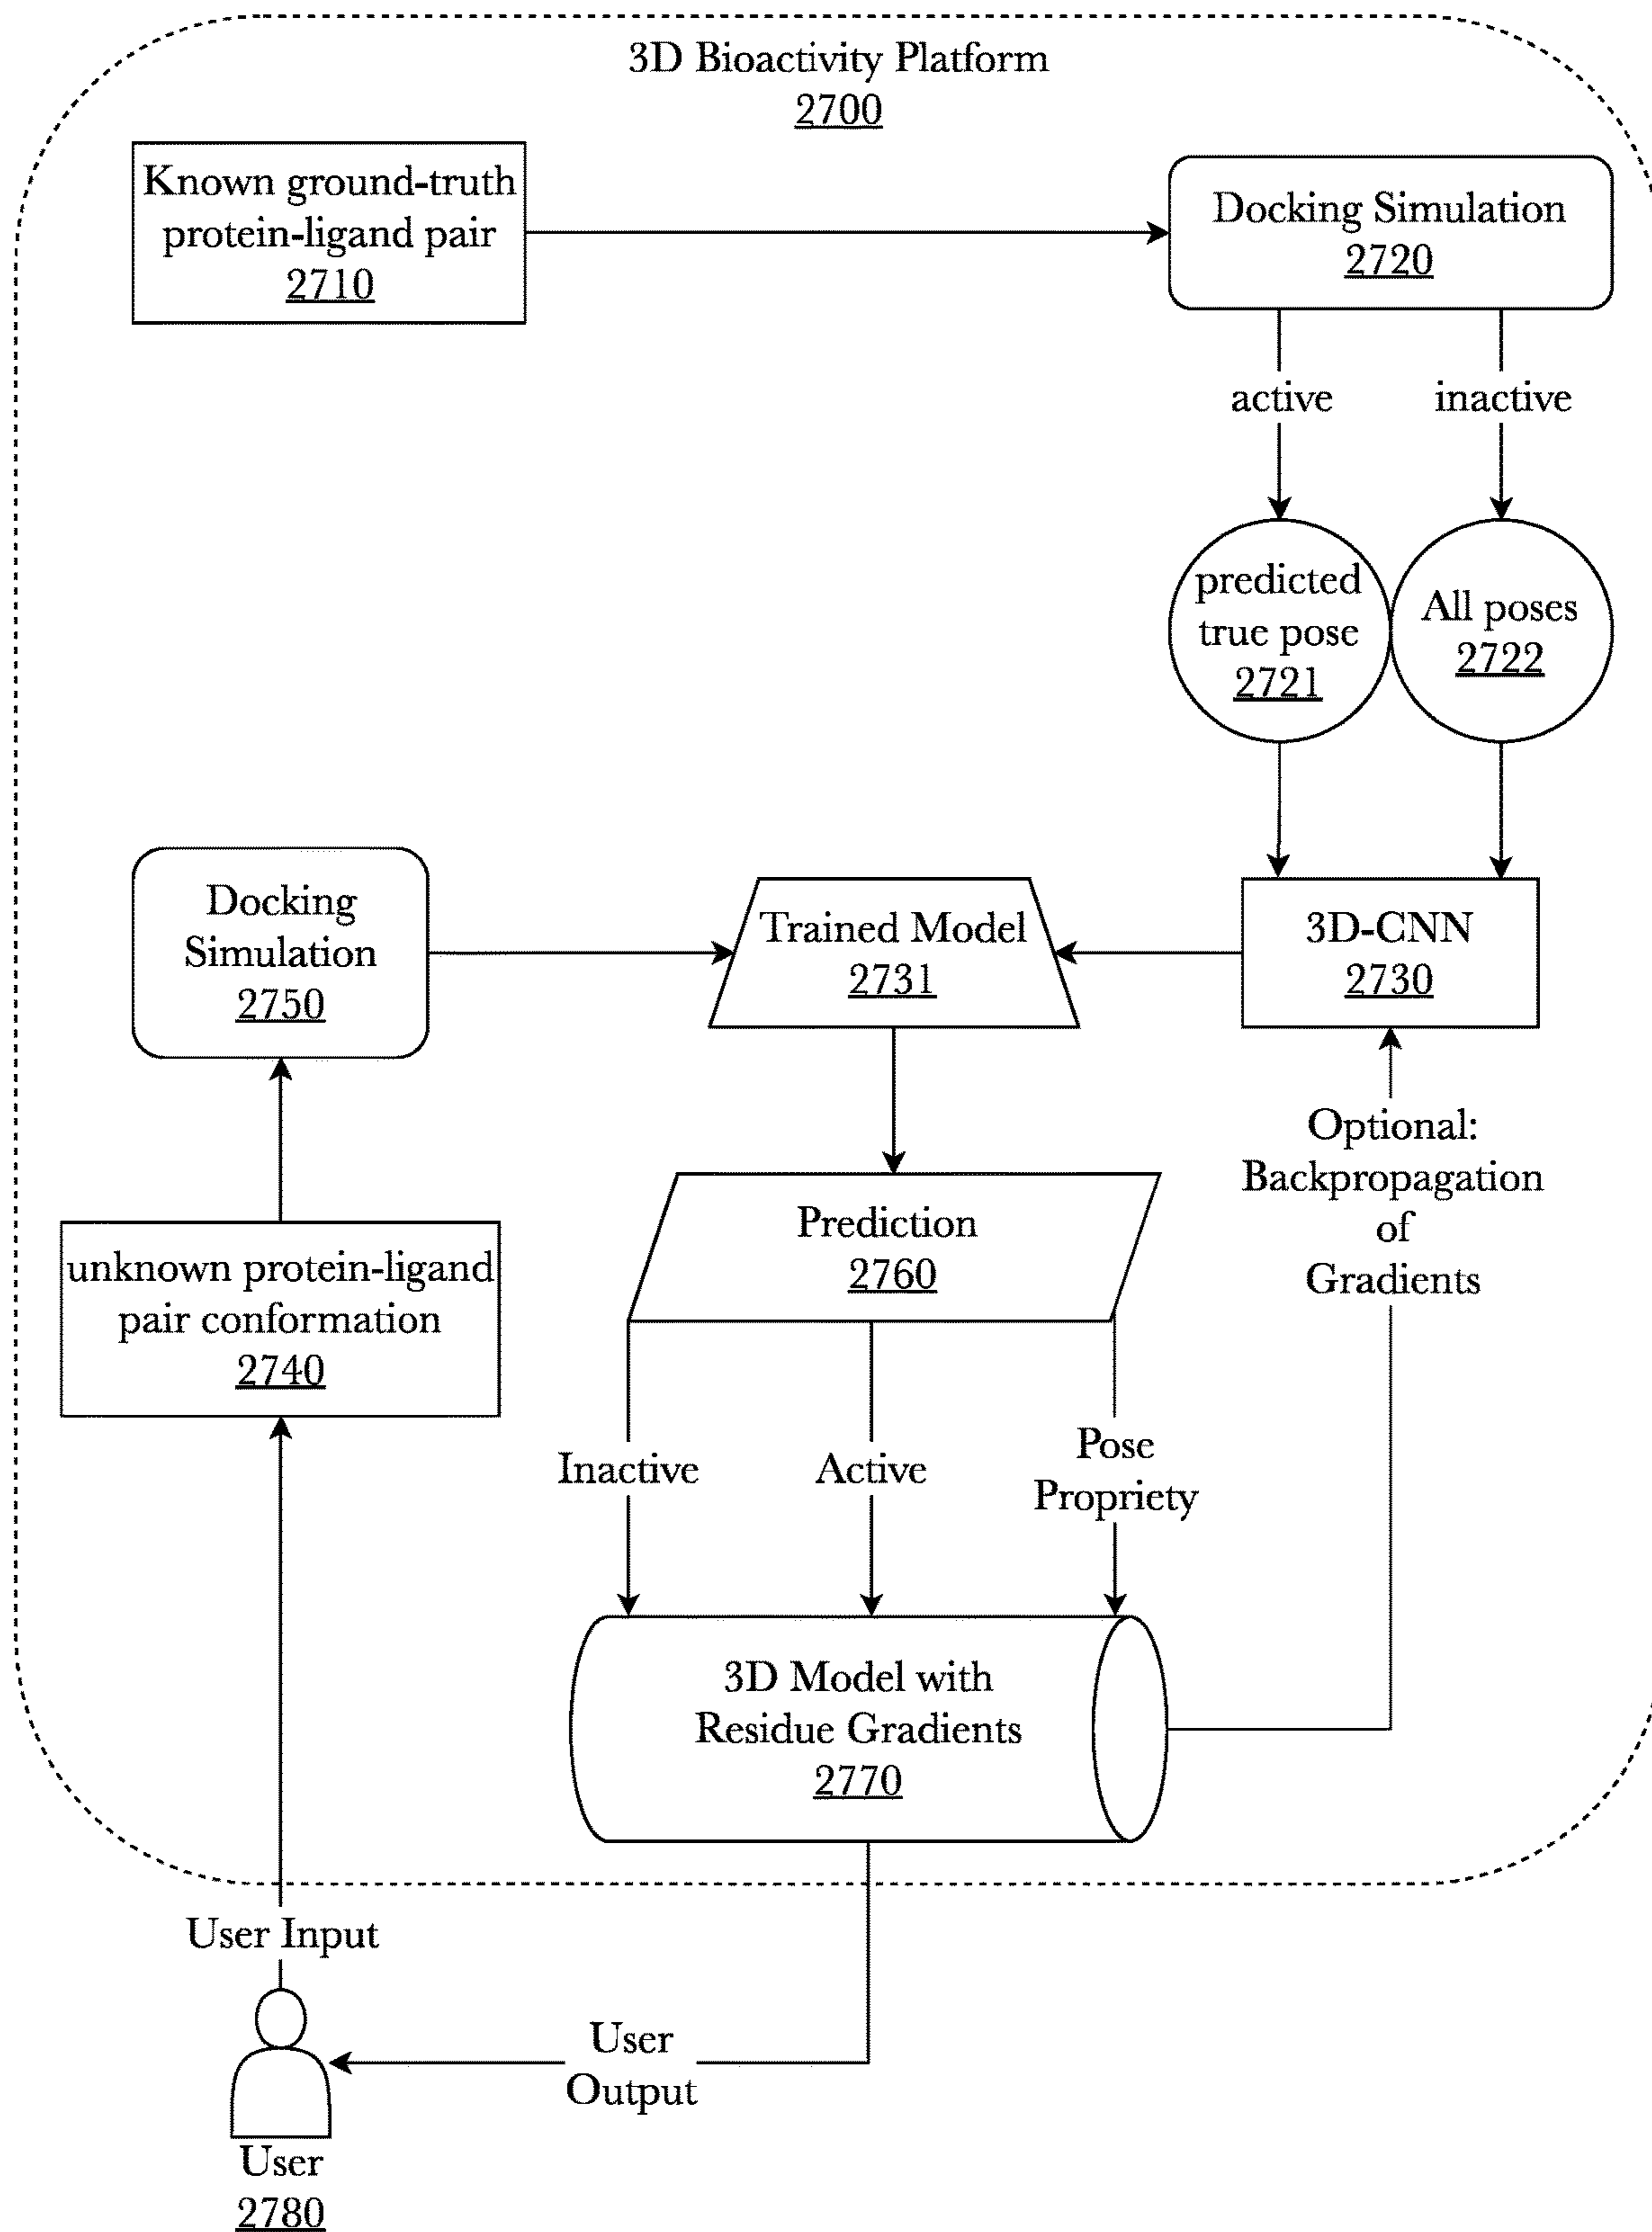 3D Bioactivity Platform
2700
Known ground-truth
protein-ligand pair
2710
Docking Simulation
2720
active
inactive
predicted
true pose
2721
All poses
2722
Docking
Simulation
2750
Trained Model
2731
3D-CNN
2730
Optional:
Backpropagation
of
Gradients
Prediction
2760
unknown protein-ligand
pair conformation
2740
Inactive
Active
Pose
Propriety
3D Model with
Residue Gradients
2770
User Input
User
Output
User
2780